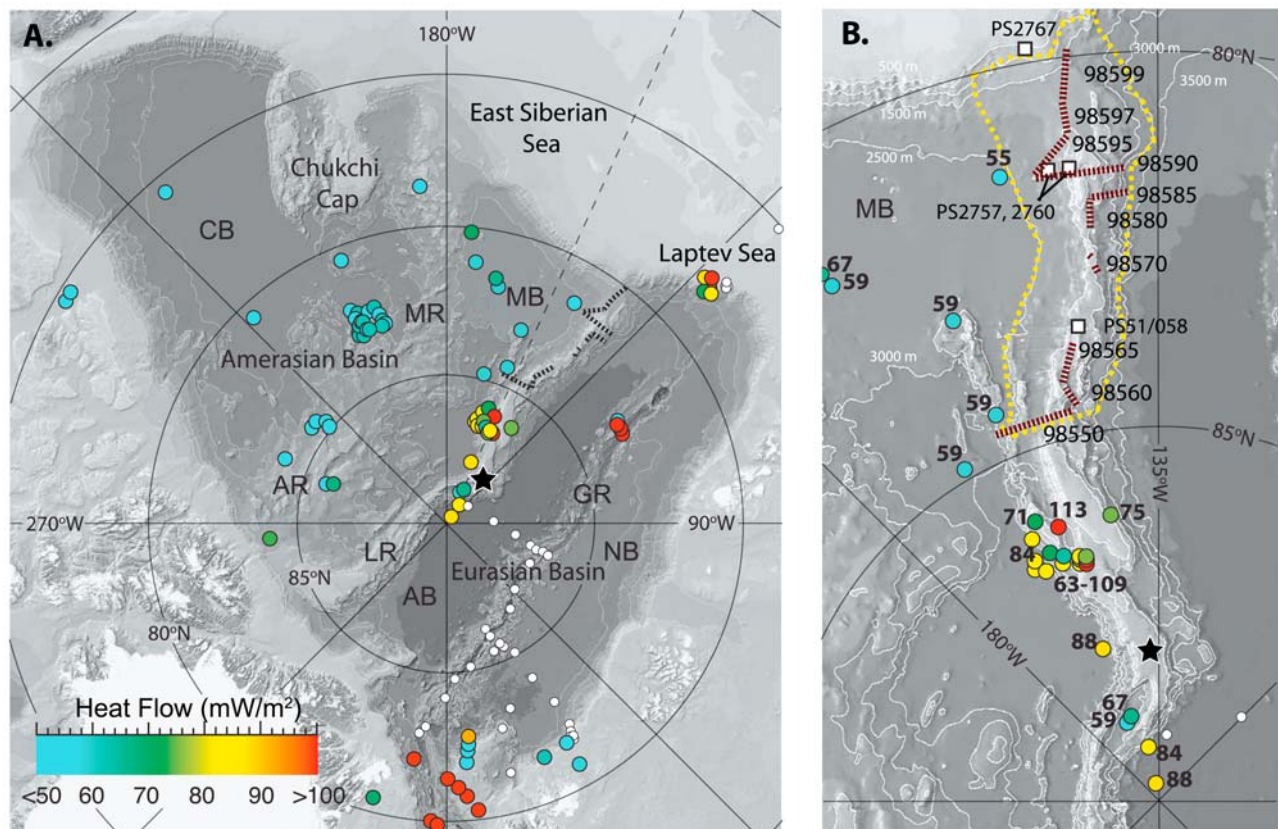 A.
180°W
East Siberian
Sea
Chukchi
Cap
CB
Laptev Sea
MB
MR
Amerasian Basin
AR
GR
270°W
90°W
LR
NB
85°N
Eurasian Basin
AB
80°N
Heat Flow (mW/m²)
<50 60 70 80 90 >100
B.
PS2767
80°N
3000 m
500 m
98599
3500 m
1500 m
98597
2500 m
98595
55
98590
MB
98585
PS2757, 2760
98580
67
98570
59
59
PS51/058
98565
3000 m
98560
59
98550
85°N
59
135°W
71
113
75
84
63-109
180°W
88
67
59
84
88